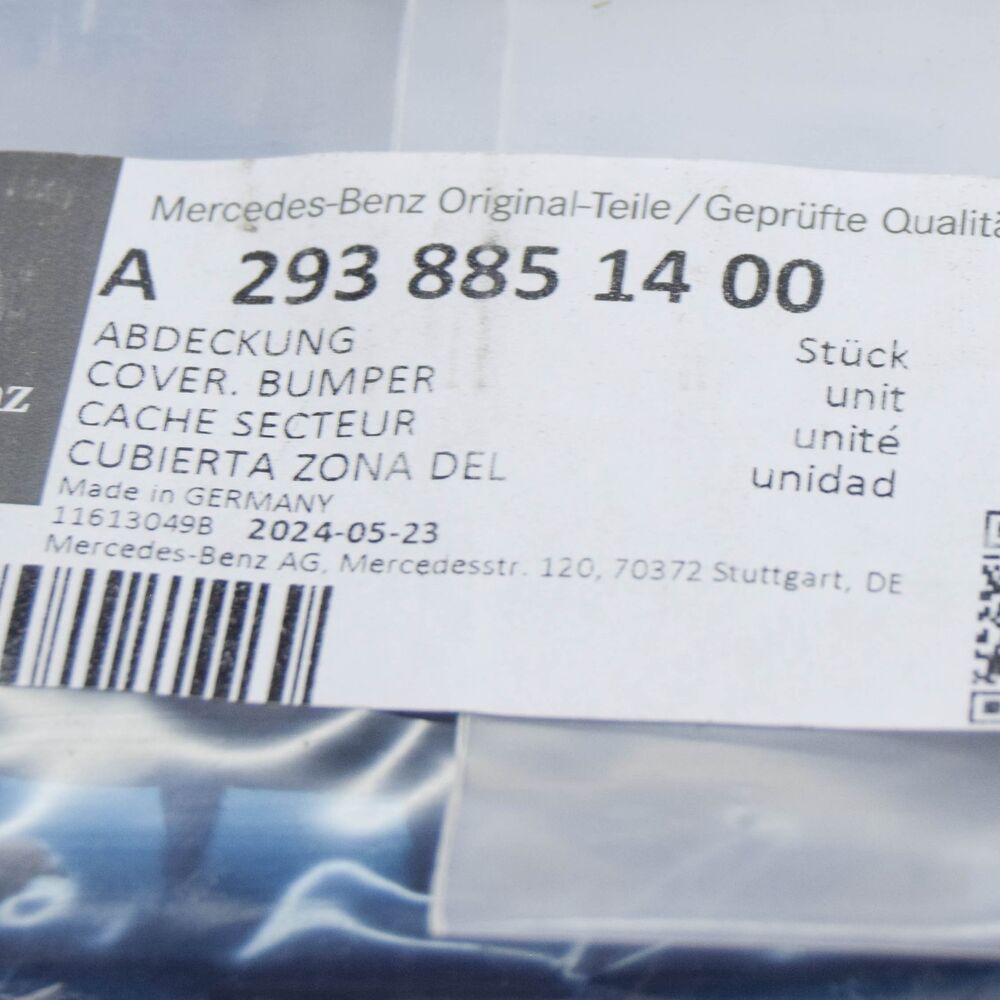 Mercedes-Benz Original-Teile/Geprüfte Qualitä
A 293 885 14 00
ABDECKUNG Stück
COVER. BUMPER unit
CACHE SECTEUR unité
CUBIERTA ZONA DEL unidad
Made in GERMANY
11613049B 2024-05-23
Mercedes-Benz AG, Mercedesstr. 120, 70372 Stuttgart, DE